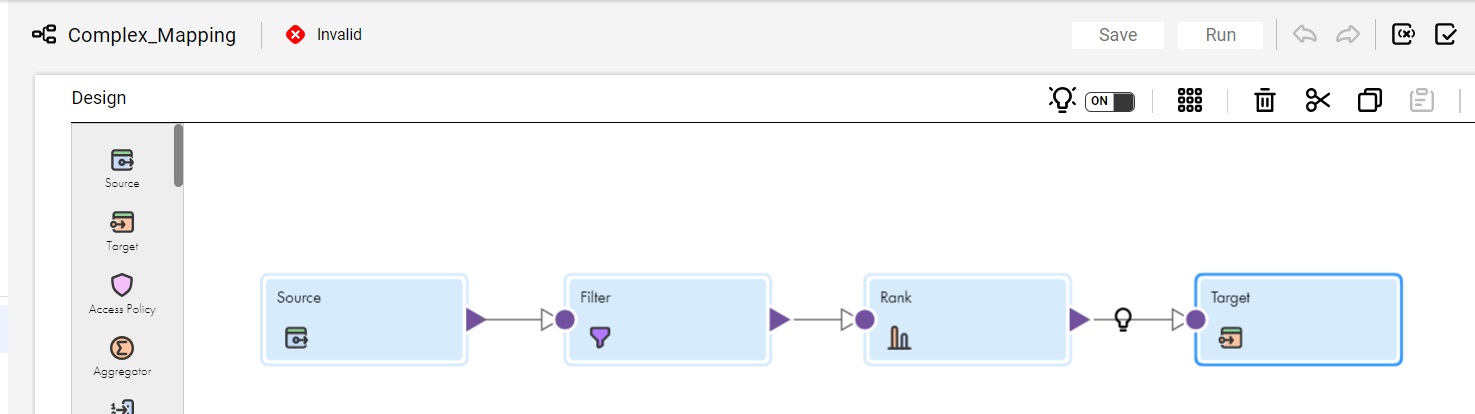 Complex_Mapping
Invalid
Save
Run
Design
ON
Source
Target
Access Policy
Aggregator
Source
Filter
Rank
Target